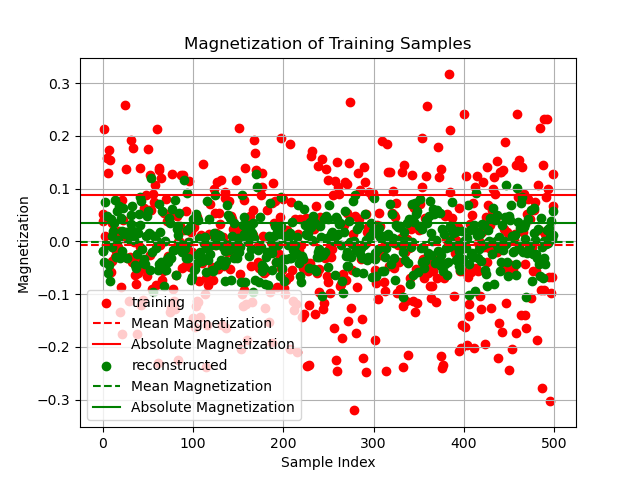 Magnetization of Training Samples
Magnetization
0.3
0.2
0.1
0.0
−0.1
−0.2
−0.3
training
Mean Magnetization
Absolute Magnetization
reconstructed
Mean Magnetization
Absolute Magnetization
0 100 200 300 400 500
Sample Index